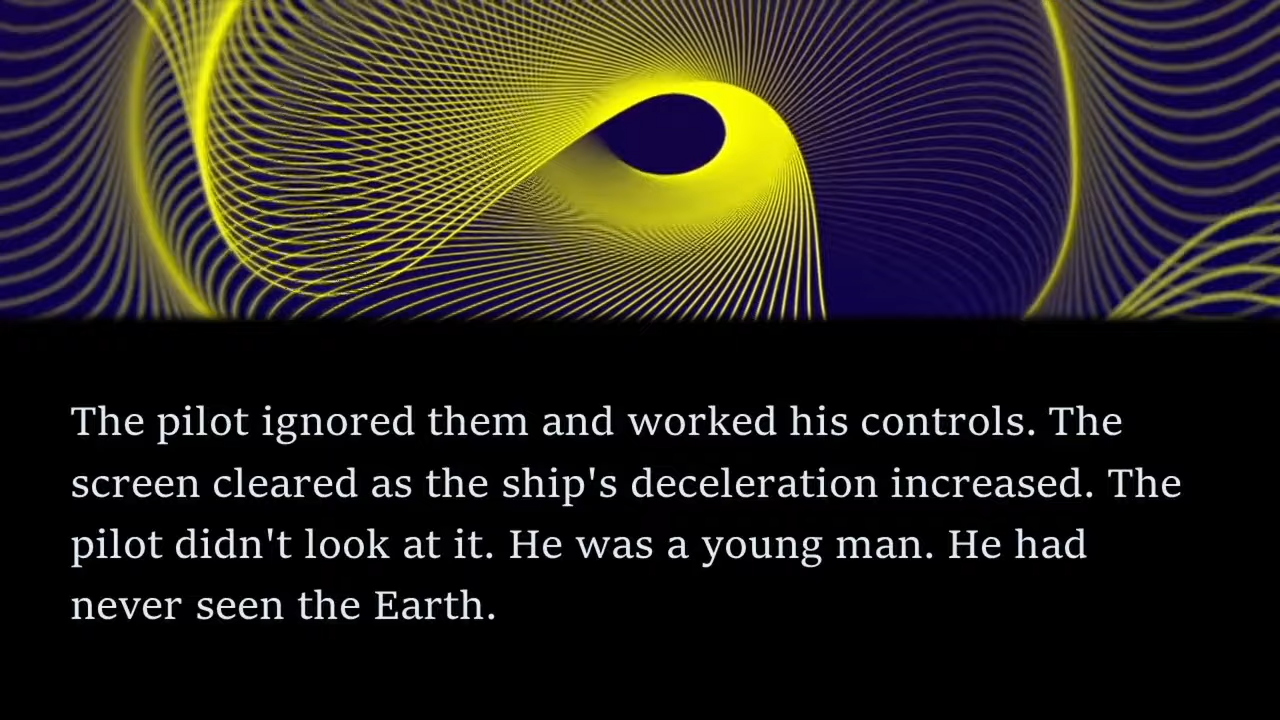 The pilot ignored them and worked his controls. The
screen cleared as the ship's deceleration increased. The
pilot didn't look at it. He was a young man. He had
never seen the Earth.